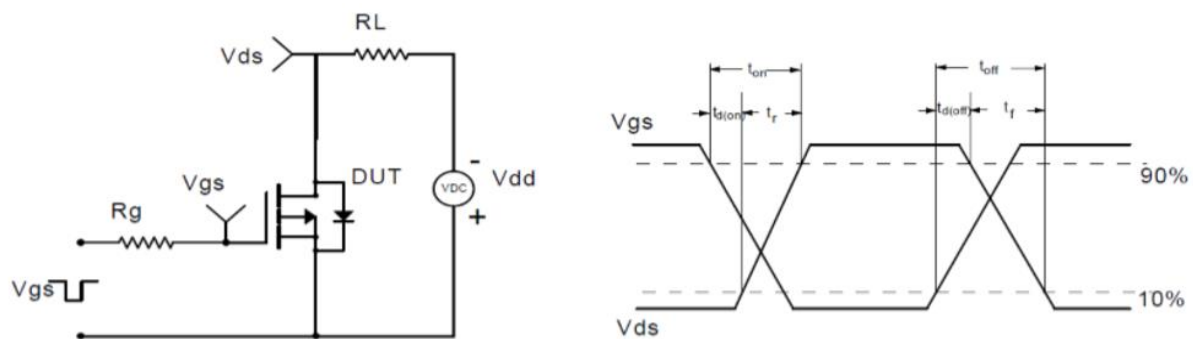 RL
Vds
Vgs
DUT
-
VDC
Vdd
+
Rg
Vgs
ton
toff
td(on)
tr
td(off)
tf
Vgs
90%
10%
Vds